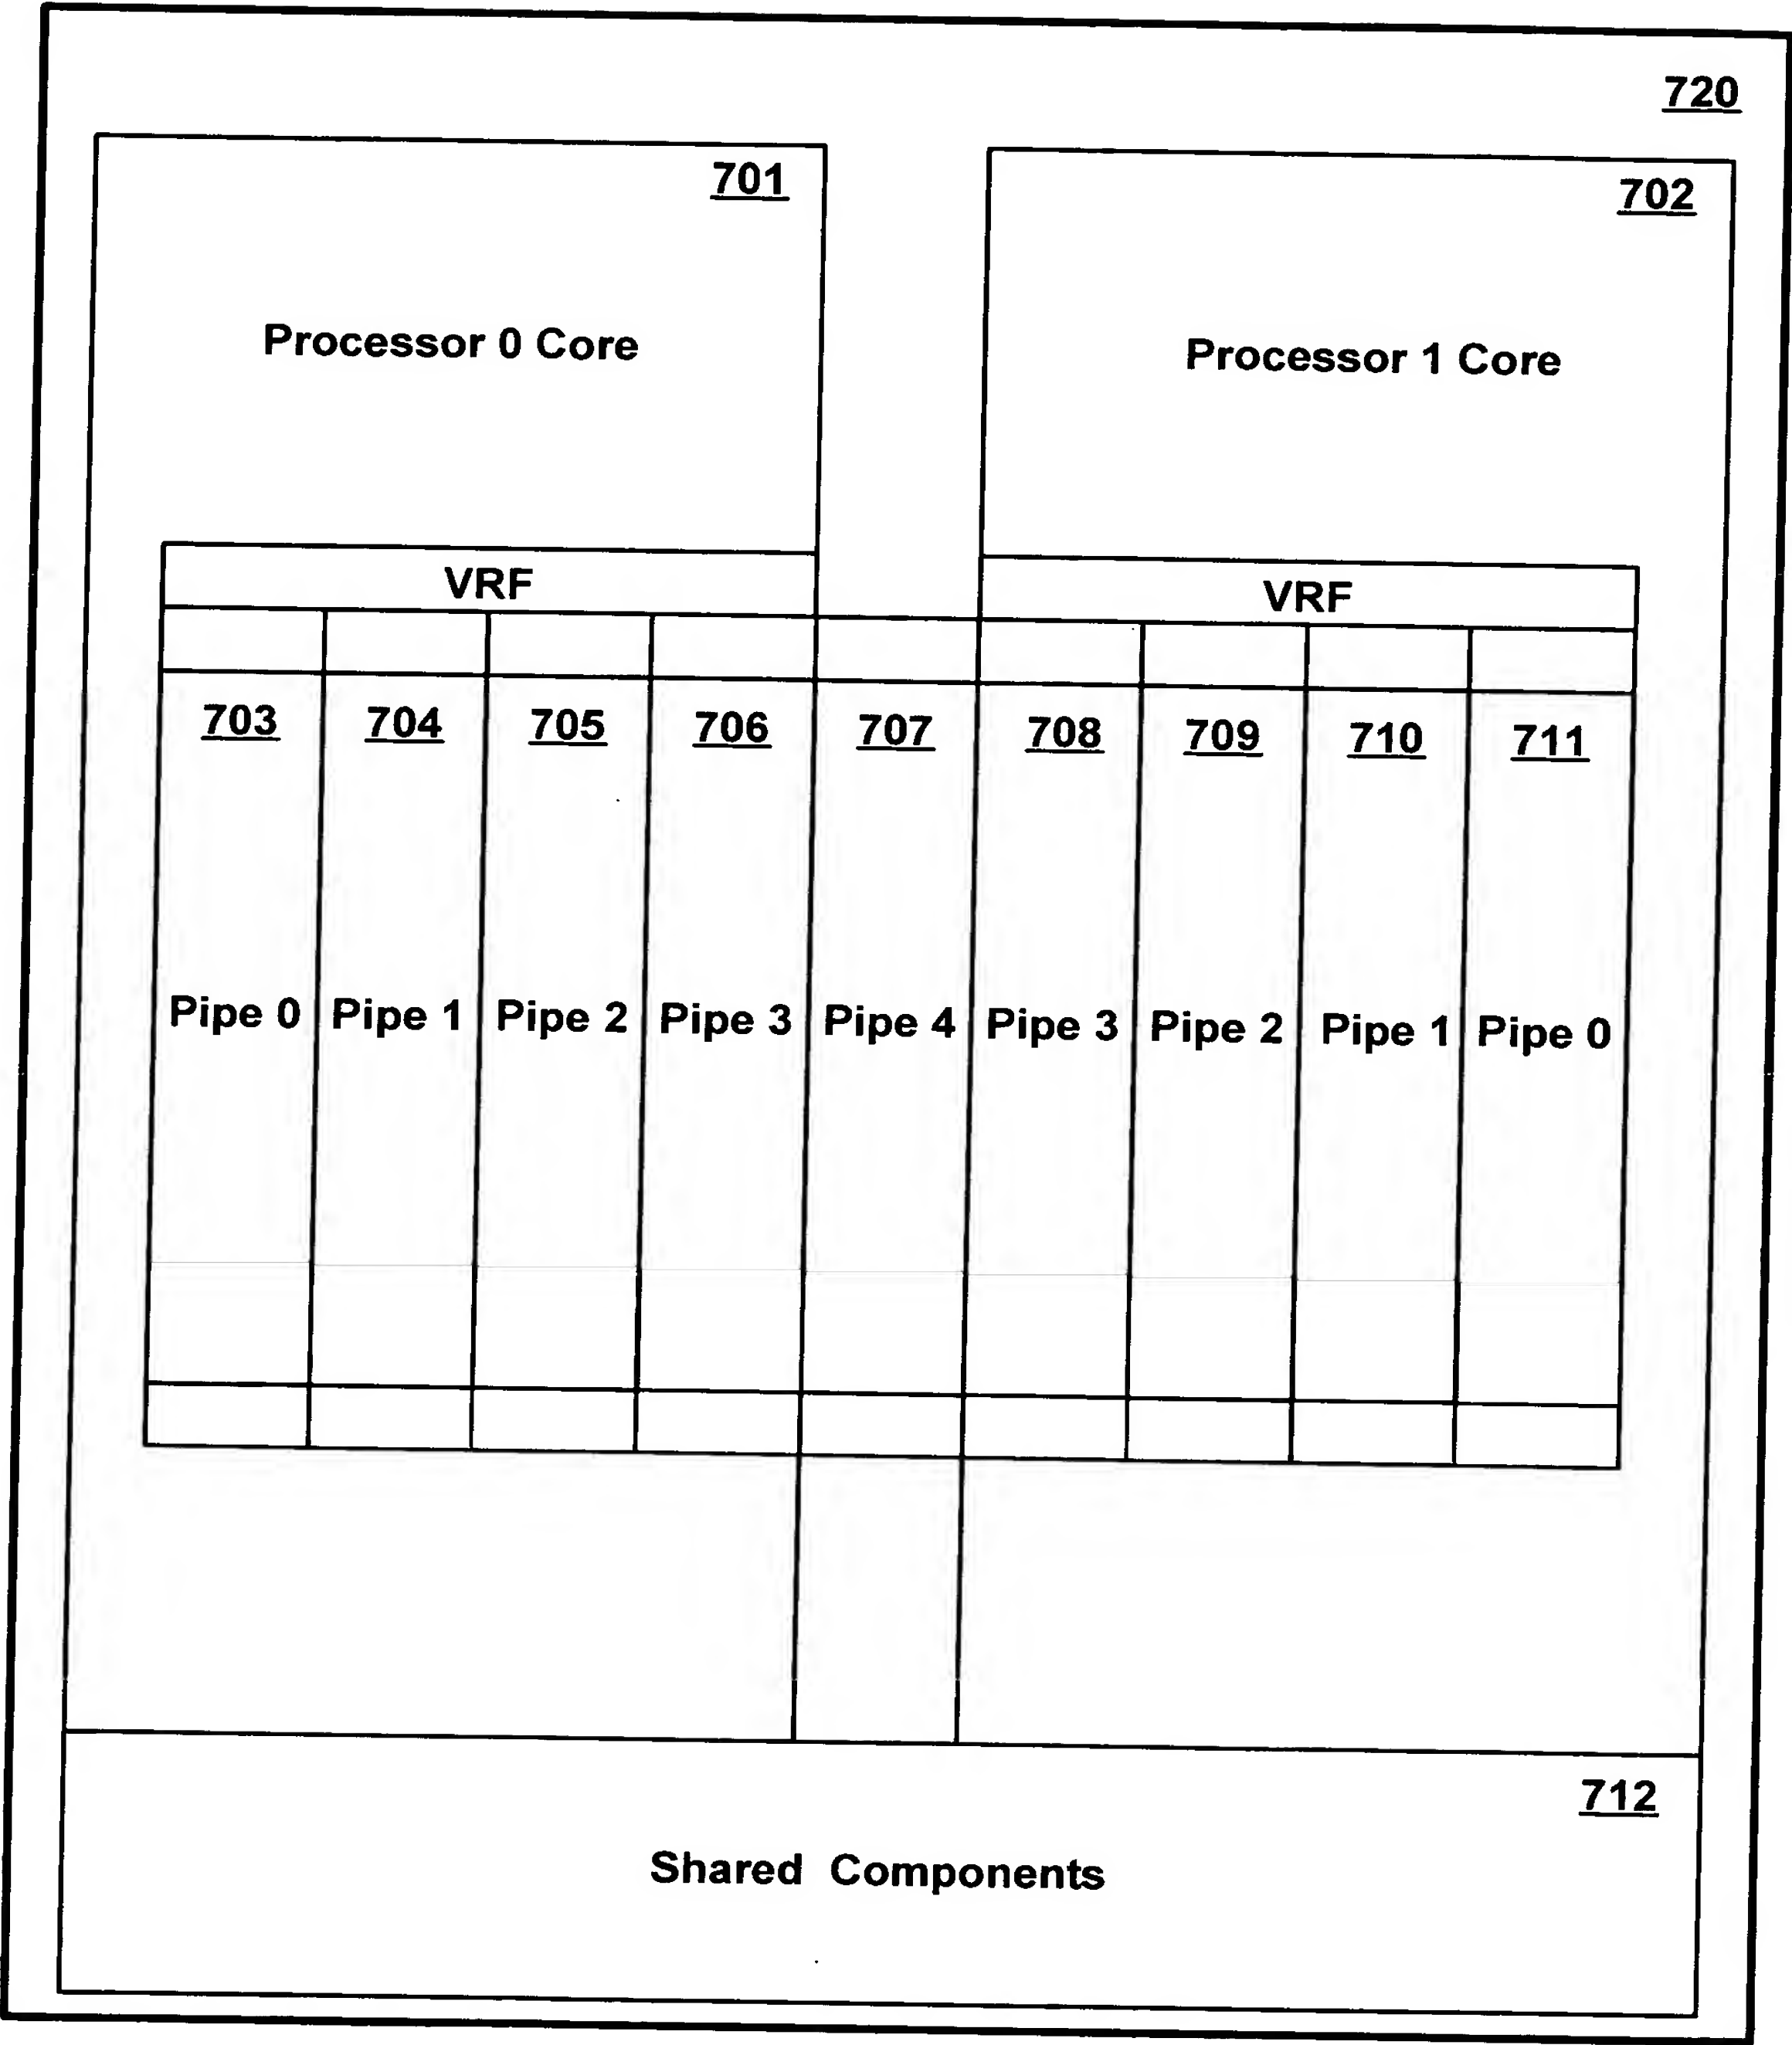 720
701
702
Processor 0 Core
Processor 1 Core
VRF
VRF
703 704 705 706 707 708 709 710 711
Pipe 0 Pipe 1 Pipe 2 Pipe 3 Pipe 4 Pipe 3 Pipe 2 Pipe 1 Pipe 0
712
Shared Components